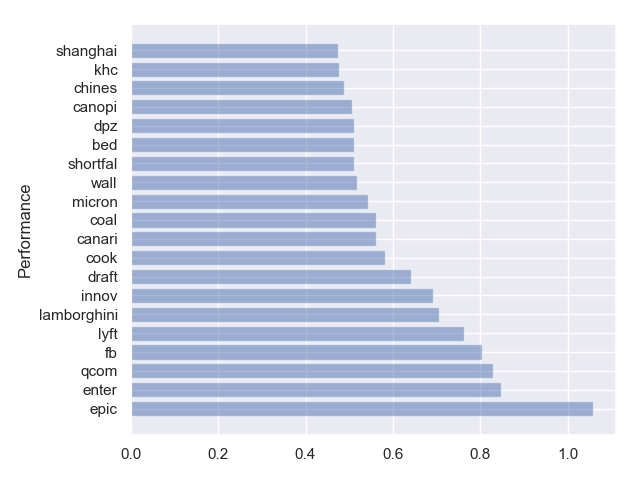 shanghai
khc
chines
canopi
dpz
bed
shortfal
wall
micron
coal
canari
cook
draft
innov
lamborghini
lyft
fb
qcom
enter
epic
Performance
0.0 0.2 0.4 0.6 0.8 1.0